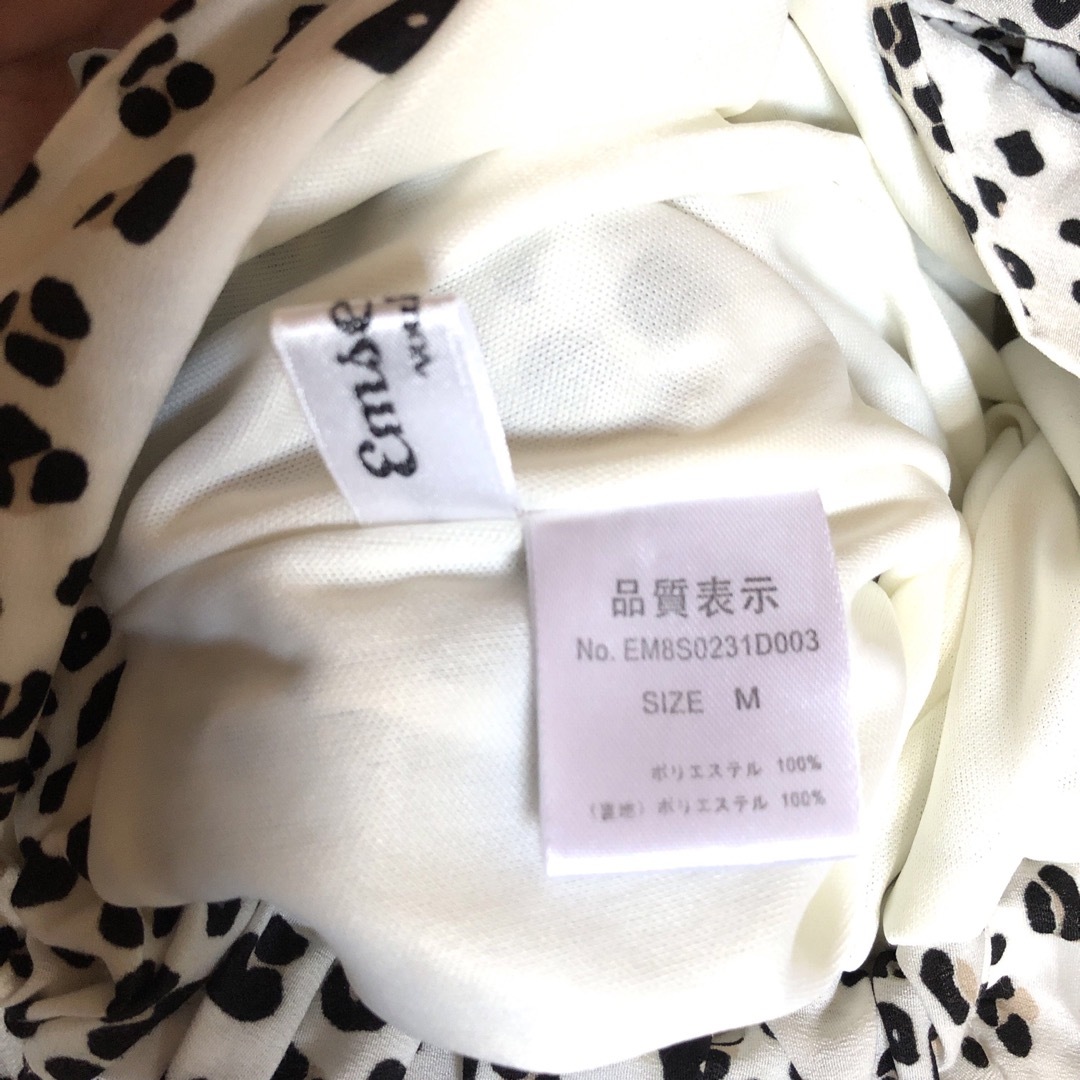 品質表示
No. EM8S0231D003
SIZE M
ポリエステル 100%
(裏地) ポリエステル 100%